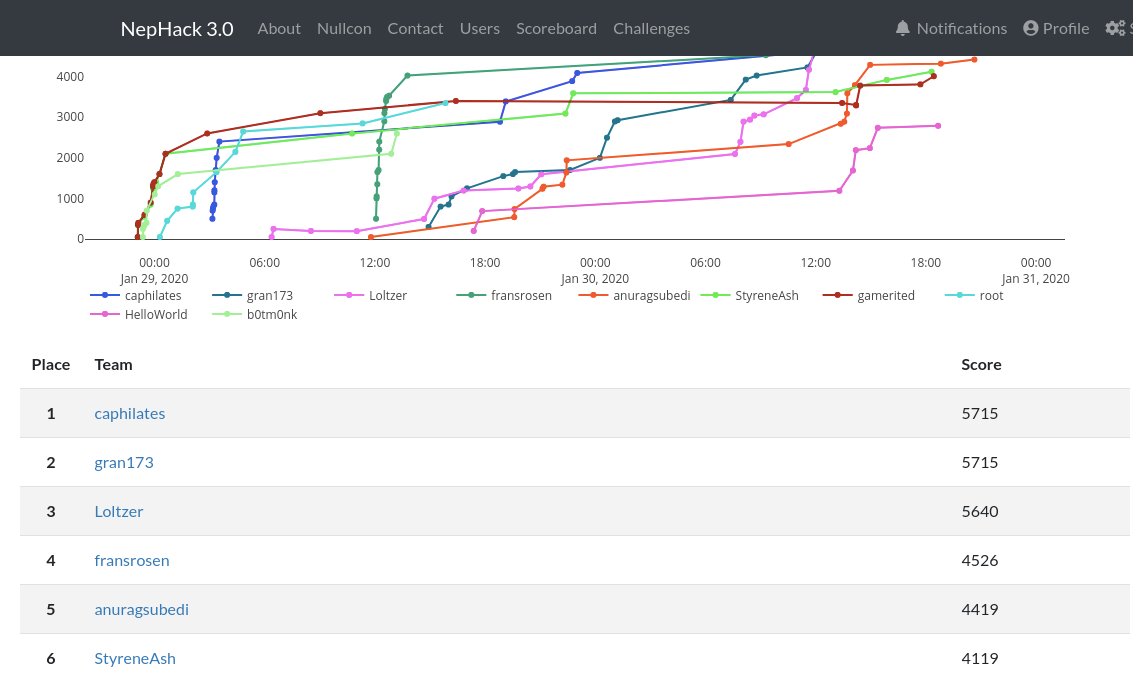 NepHack 3.0 About Nullcon Contact Users Scoreboard Challenges Notifications Profile
4000
3000
2000
1000
0
00:00 06:00 12:00 18:00 00:00 06:00 12:00 18:00 00:00
Jan 29, 2020 Jan 30, 2020 Jan 31, 2020
caphilates gran173 Loltzer fransrosen anuragsubedi StyreneAsh gamerited root
HelloWorld b0tm0nk
Place Team Score
1 caphilates 5715
2 gran173 5715
3 Loltzer 5640
4 fransrosen 4526
5 anuragsubedi 4419
6 StyreneAsh 4119